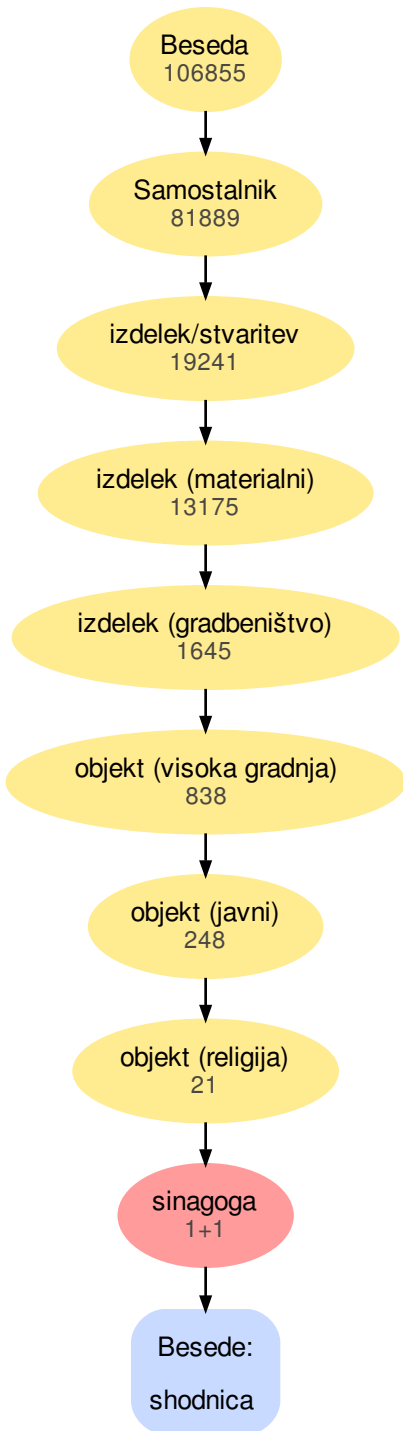 Beseda
106855
Samostalnik
81889
izdelek/stvaritev
19241
izdelek (materialni)
13175
izdelek (gradbeništvo)
1645
objekt (visoka gradnja)
838
objekt (javni)
248
objekt (religija)
21
sinagoga
1+1
Besede:
shodnica